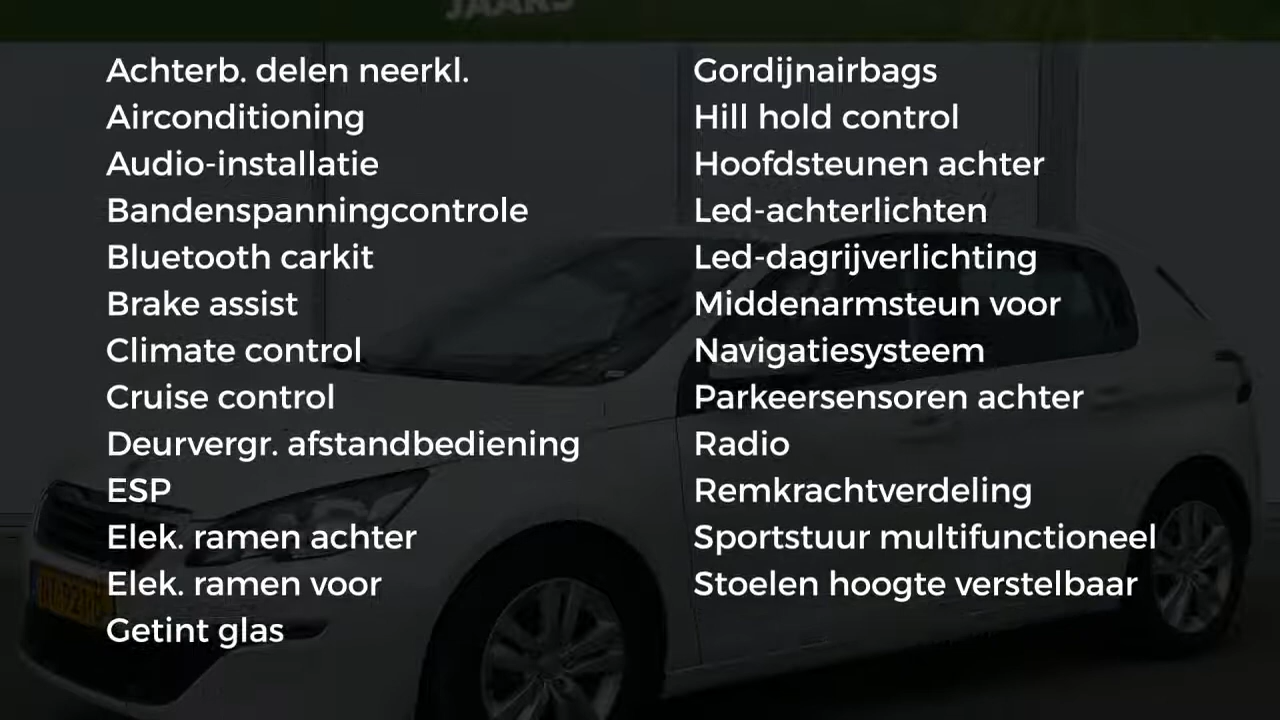 JAARS
Achterb. delen neerkl.
Airconditioning
Audio-installatie
Bandenspanningcontrole
Bluetooth carkit
Brake assist
Climate control
Cruise control
Deurvergr. afstandbediening
ESP
Elek. ramen achter
Elek. ramen voor
Getint glas
Gordijnairbags
Hill hold control
Hoofdsteunen achter
Led-achterlichten
Led-dagrijverlichting
Middenarmsteun voor
Navigatiesysteem
Parkeersensoren achter
Radio
Remkrachtverdeling
Sportstuur multifunctioneel
Stoelen hoogte verstelbaar